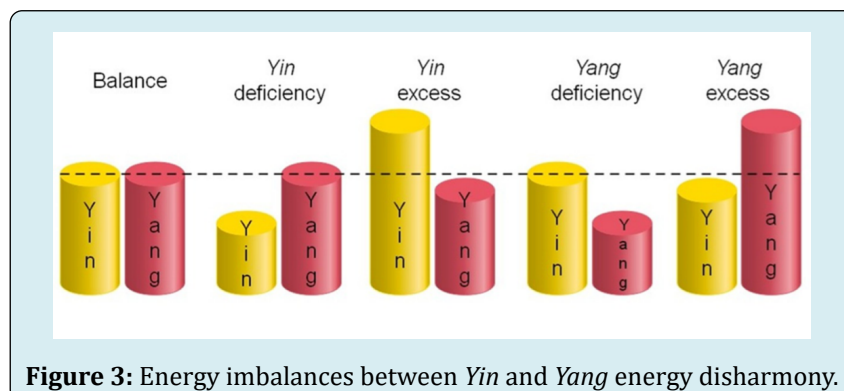 Balance
Yin
deficiency
Yin
excess
Yang
deficiency
Yang
excess
Yin
Yang
Yin
Yang
Yin
Yang
Yin
Yang
Yin
Yang
Figure 3: Energy imbalances between Yin and Yang energy disharmony.